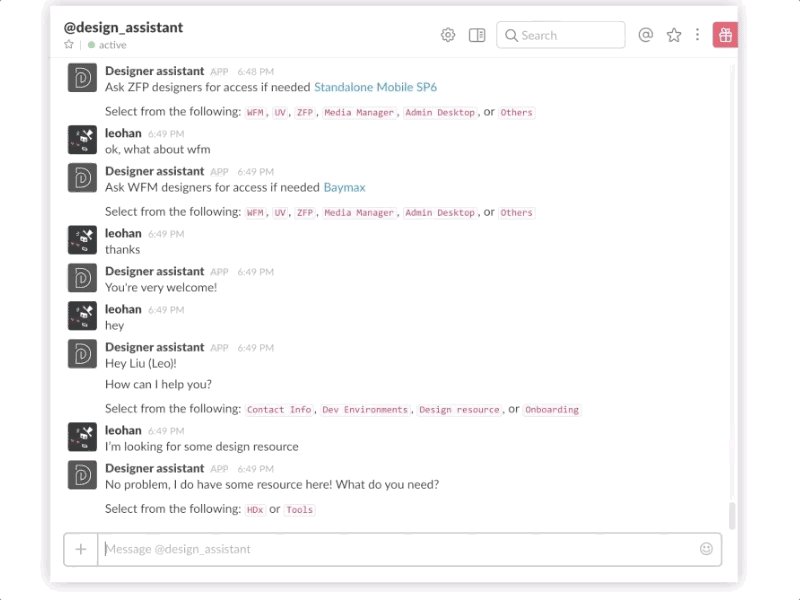 @design_assistant
active
Search
Designer assistant APP 6:48 PM
Ask ZFP designers for access if needed Standalone Mobile SP6
Select from the following: WFM, UV, ZFP, Media Manager, Admin Desktop, or Others
leohan 6:49 PM
ok, what about wfm
Designer assistant APP 6:49 PM
Ask WFM designers for access if needed Baymax
Select from the following: WFM, UV, ZFP, Media Manager, Admin Desktop, or Others
leohan 6:49 PM
thanks
Designer assistant APP 6:49 PM
You're very welcome!
leohan 6:49 PM
hey
Designer assistant APP 6:49 PM
Hey Liu (Leo)!
How can I help you?
Select from the following: Contact Info, Dev Environments, Design resource, or Onboarding
leohan 6:49 PM
I'm looking for some design resource
Designer assistant APP 6:49 PM
No problem, I do have some resource here! What do you need?
Select from the following: HDx or Tools
Message @design_assistant